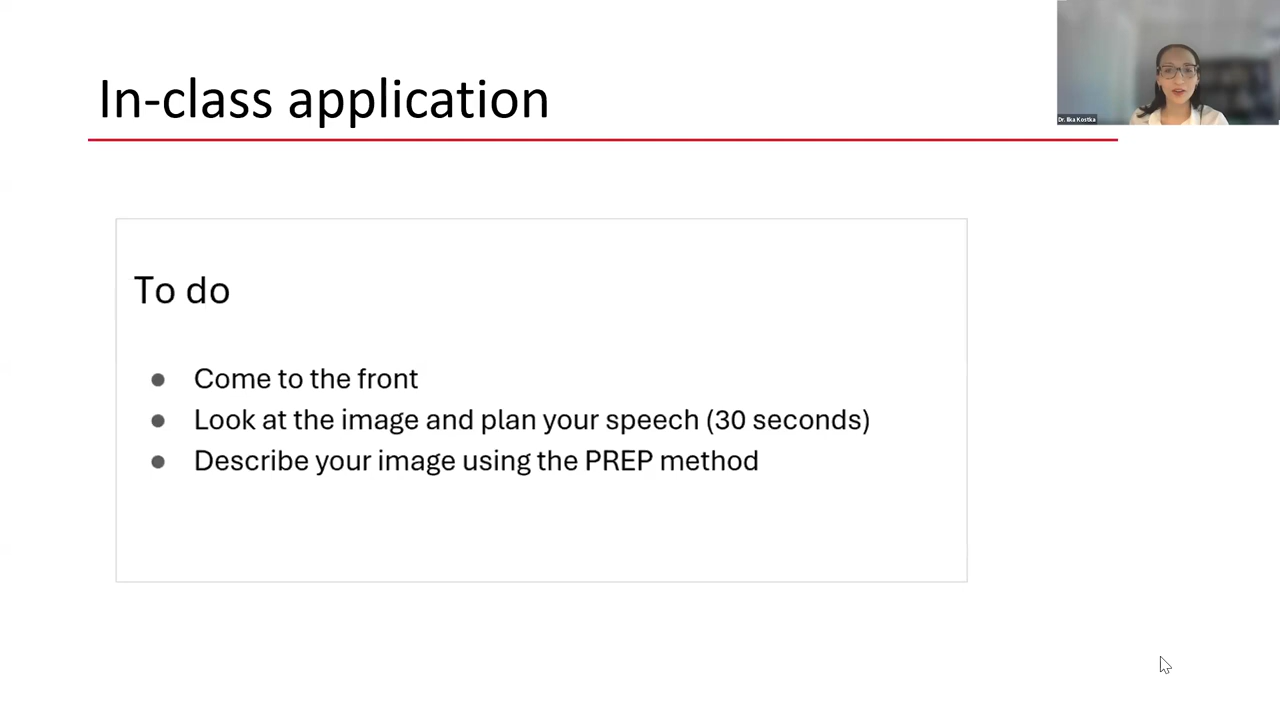 In-class application
Dr. Ilka Kostka
To do
● Come to the front
● Look at the image and plan your speech (30 seconds)
● Describe your image using the PREP method